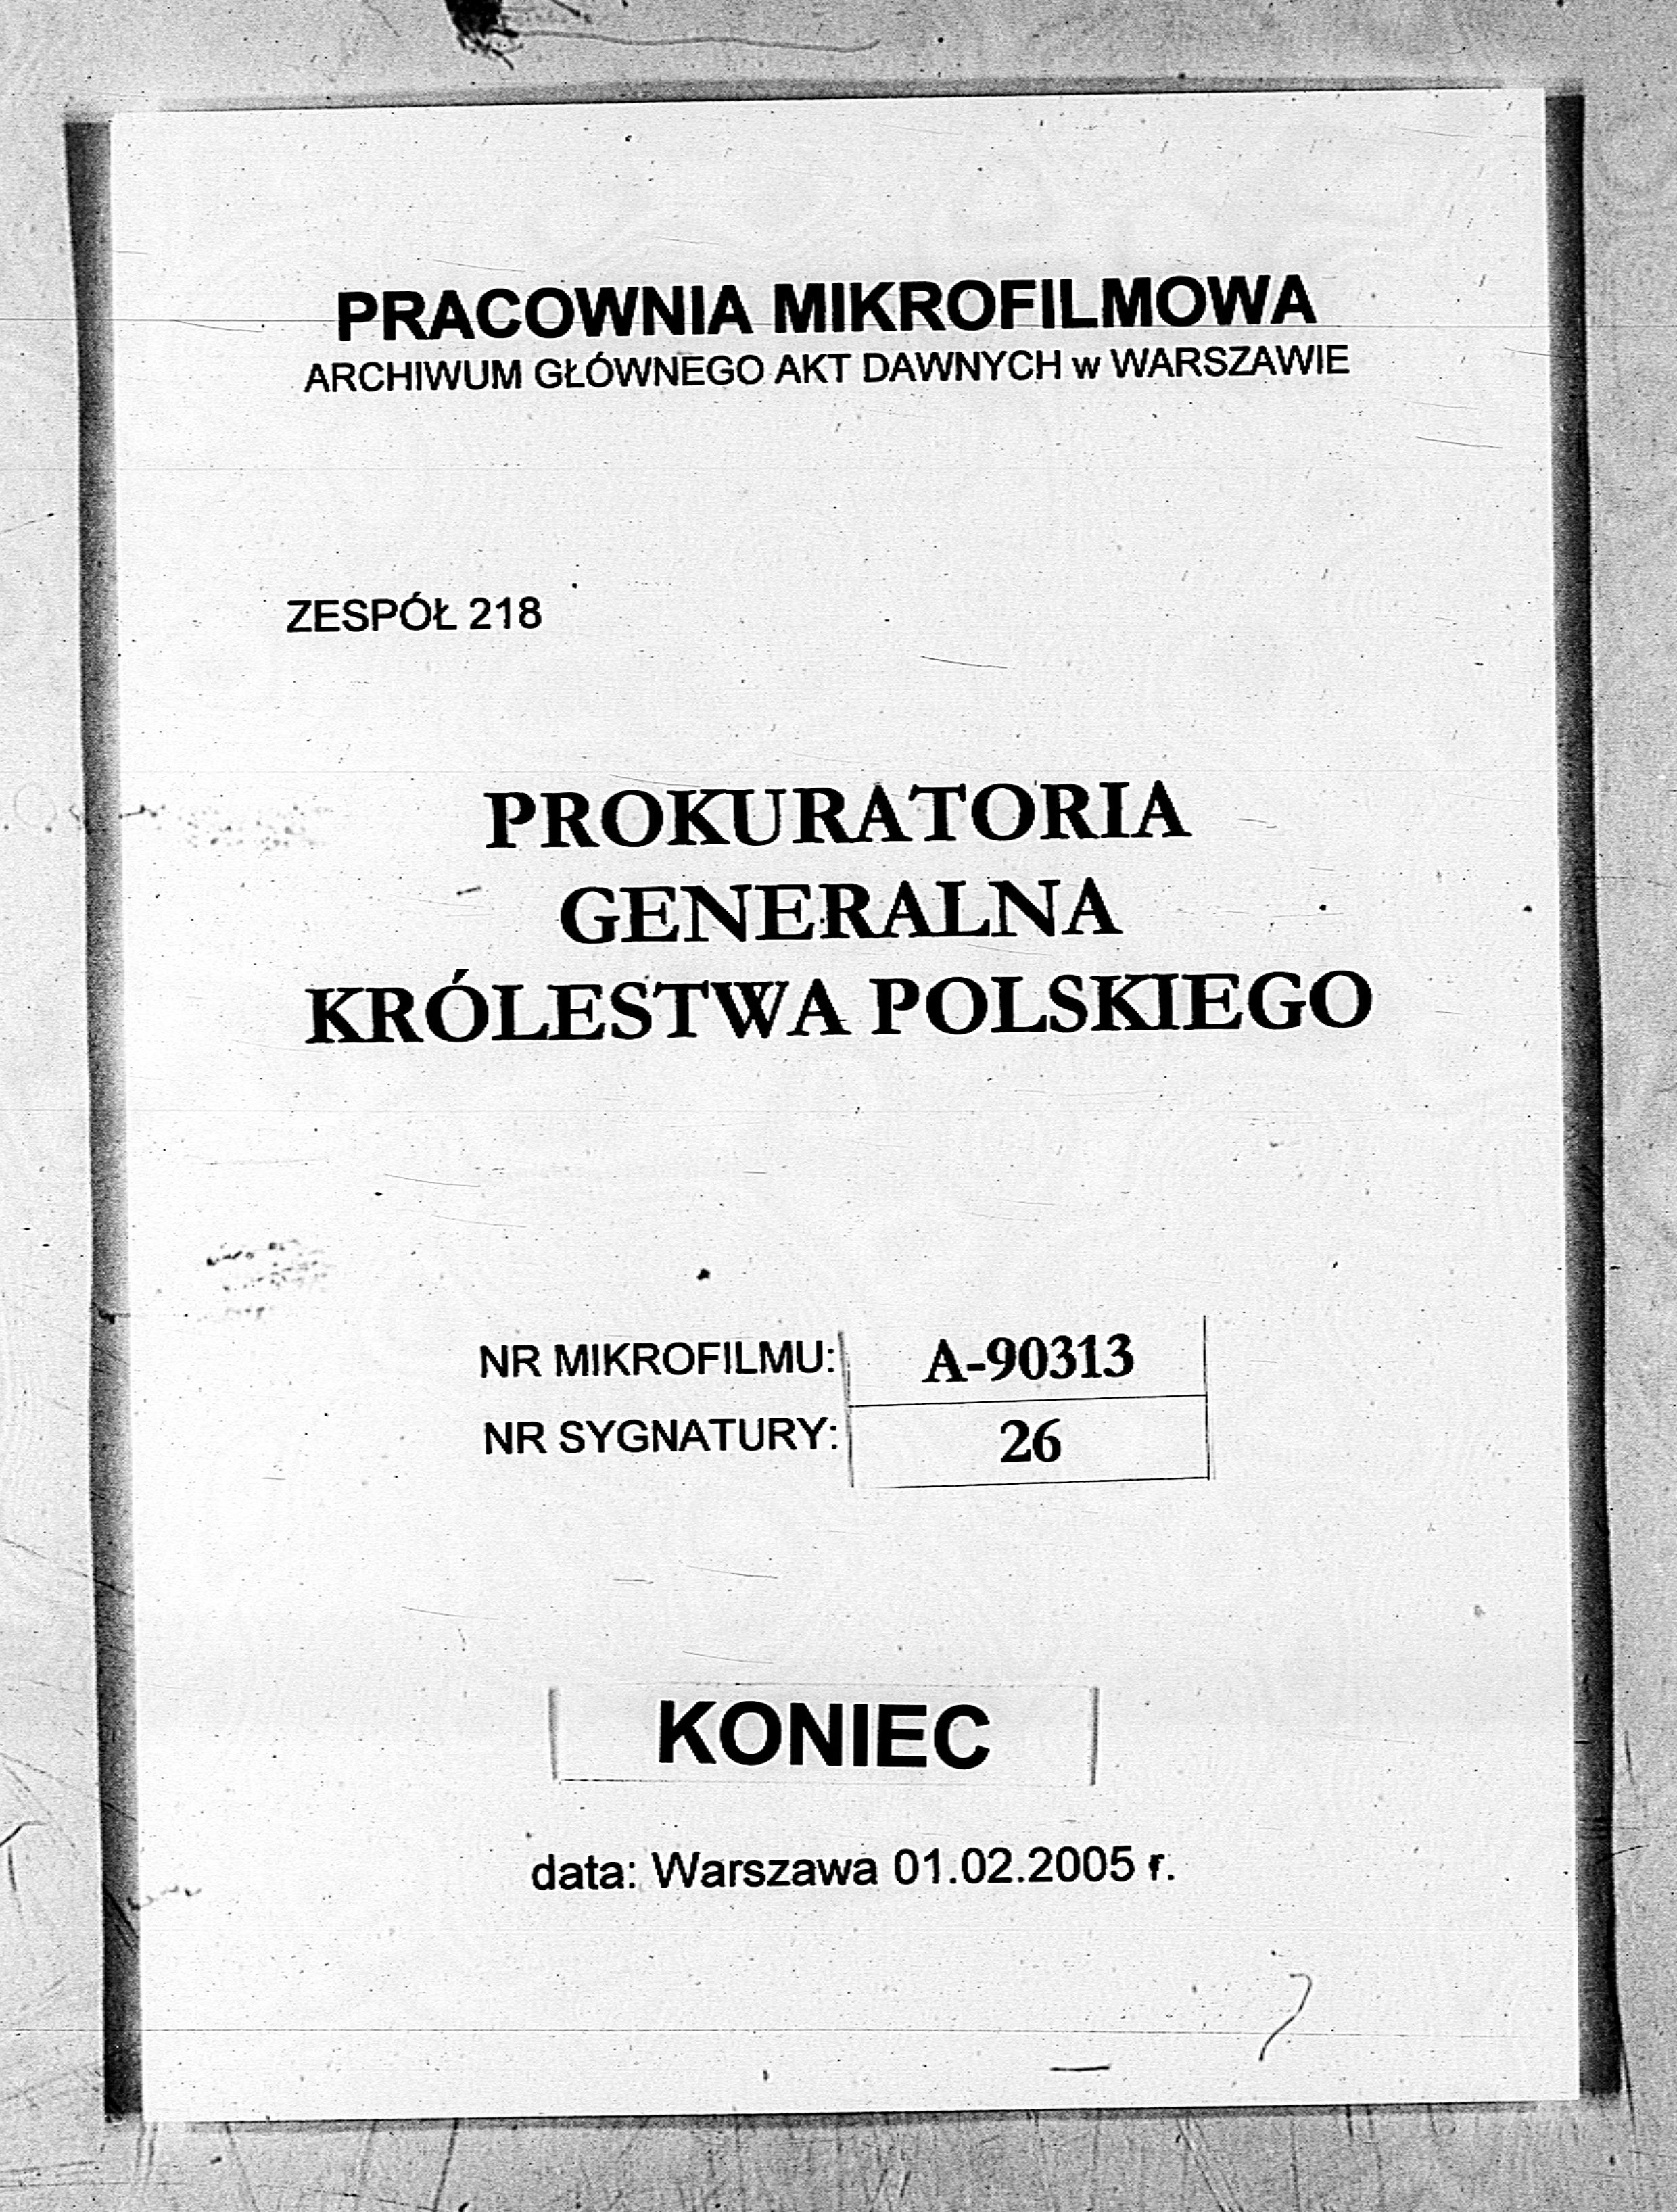 PRACOWNIA MIKROFILMOWA
ARCHIWUM GŁÓWNEGO AKT DAWNYCH w WARSZAWIE
ZESPÓŁ 218
PROKURATORIA
GENERALNA
KRÓLESTWA POLSKIEGO
NR MIKROFILMU: A-90313
NR SYGNATURY: 26
KONIEC
data: Warszawa 01.02.2005 r.